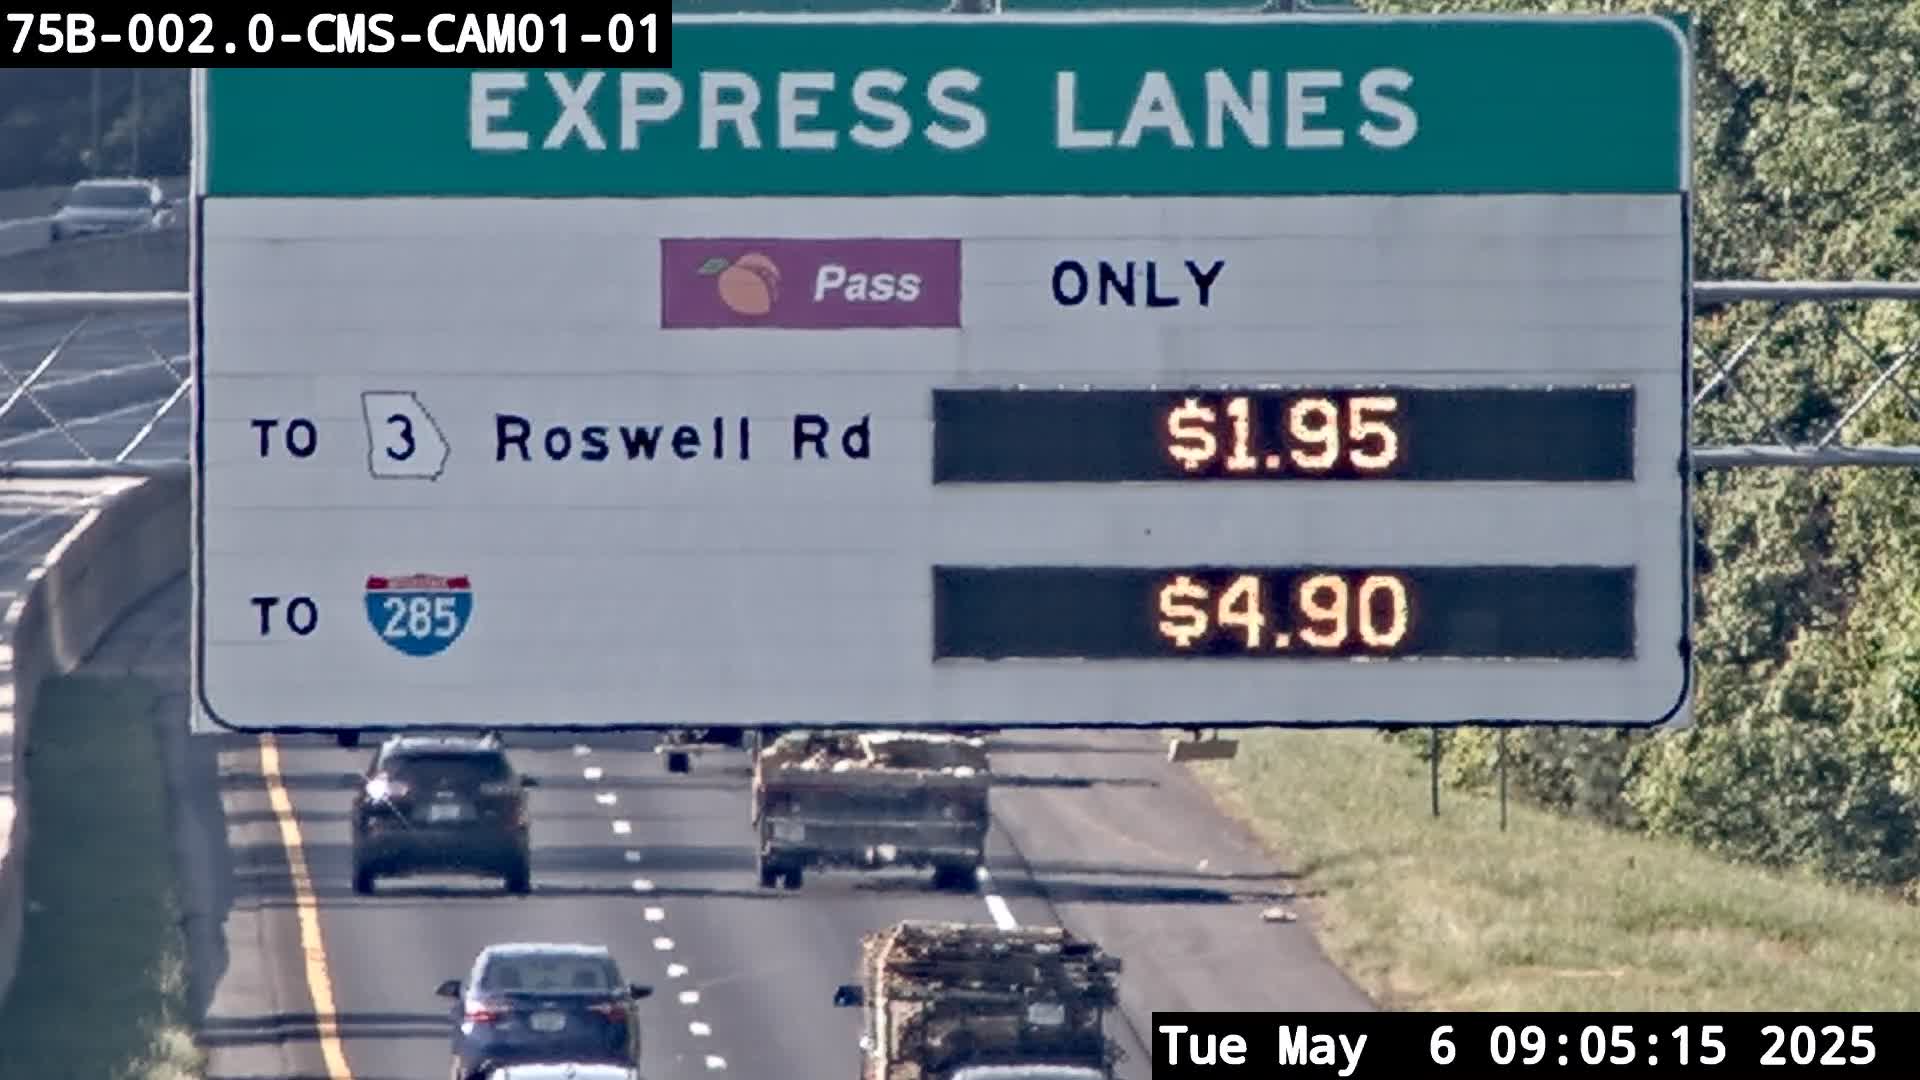 75B-002.0-CMS-CAM01-01
EXPRESS LANES
Pass ONLY
TO 3 Roswell Rd $1.95
TO 285 $4.90
Tue May 6 09:05:15 2025